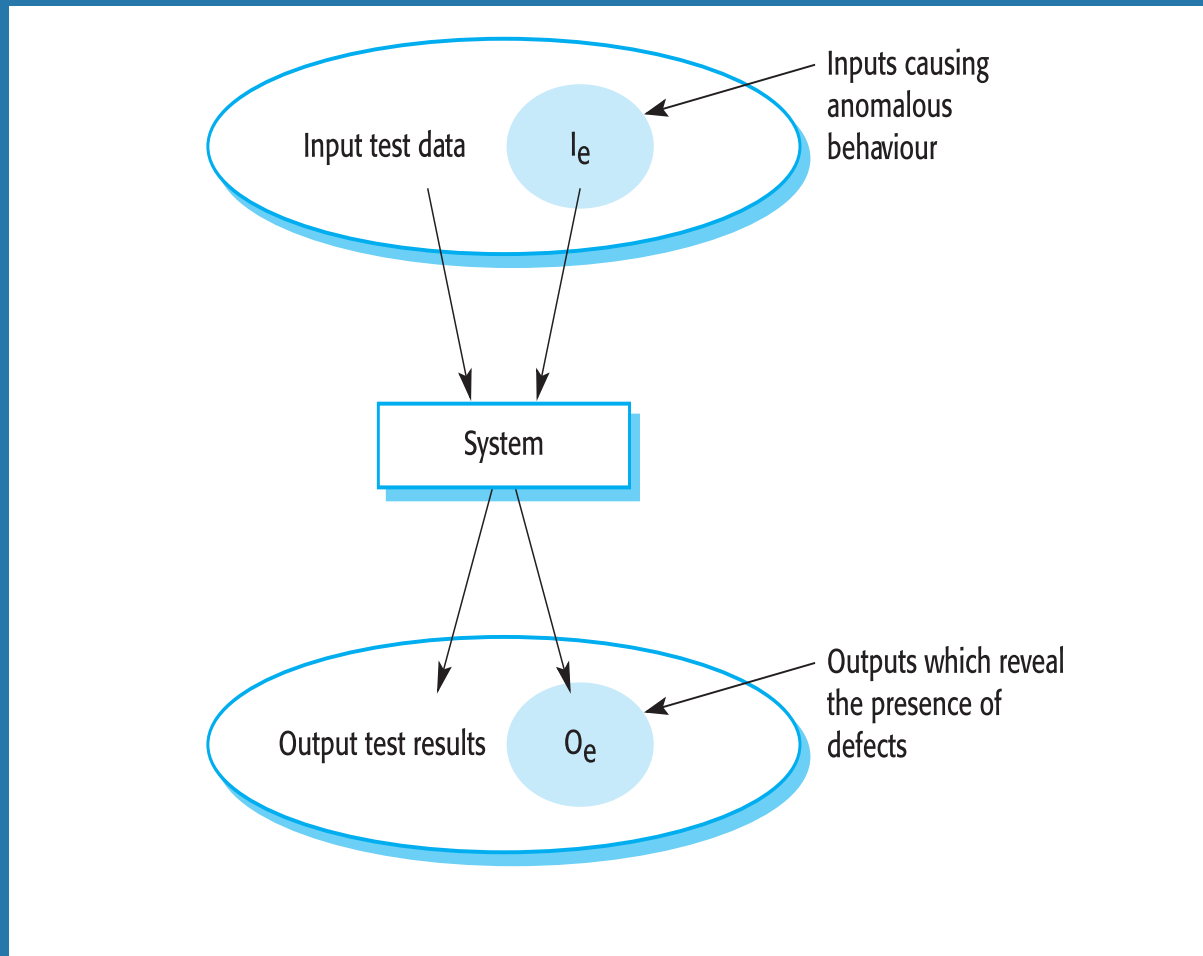 Inputs causing
anomalous
behaviour
Input test data
Ie
System
Outputs which reveal
the presence of
defects
Output test results
Oe